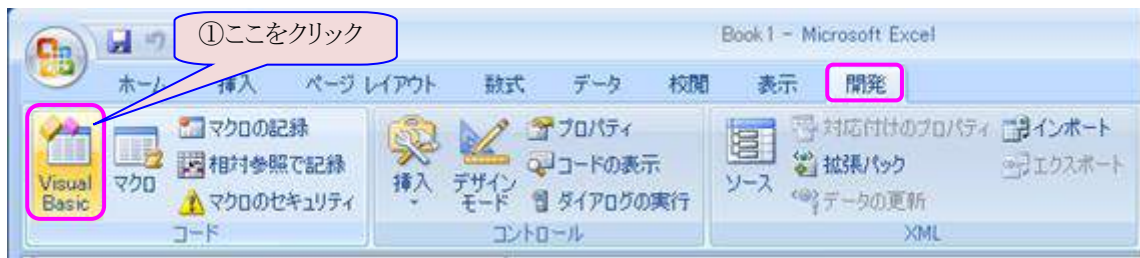 ①ここをクリック
Book1 - Microsoft Excel
ホーム 挿入 ページ レイアウト 数式 データ 校閲 表示 開発
Visual Basic
マクロ
マクロの記録
相対参照で記録
マクロのセキュリティ
コード
挿入
デザイン モード
プロパティ
コードの表示
ダイアログの実行
コントロール
ソース
対応付けのプロパティ
拡張パック
データの更新
インポート
エクスポート
XML